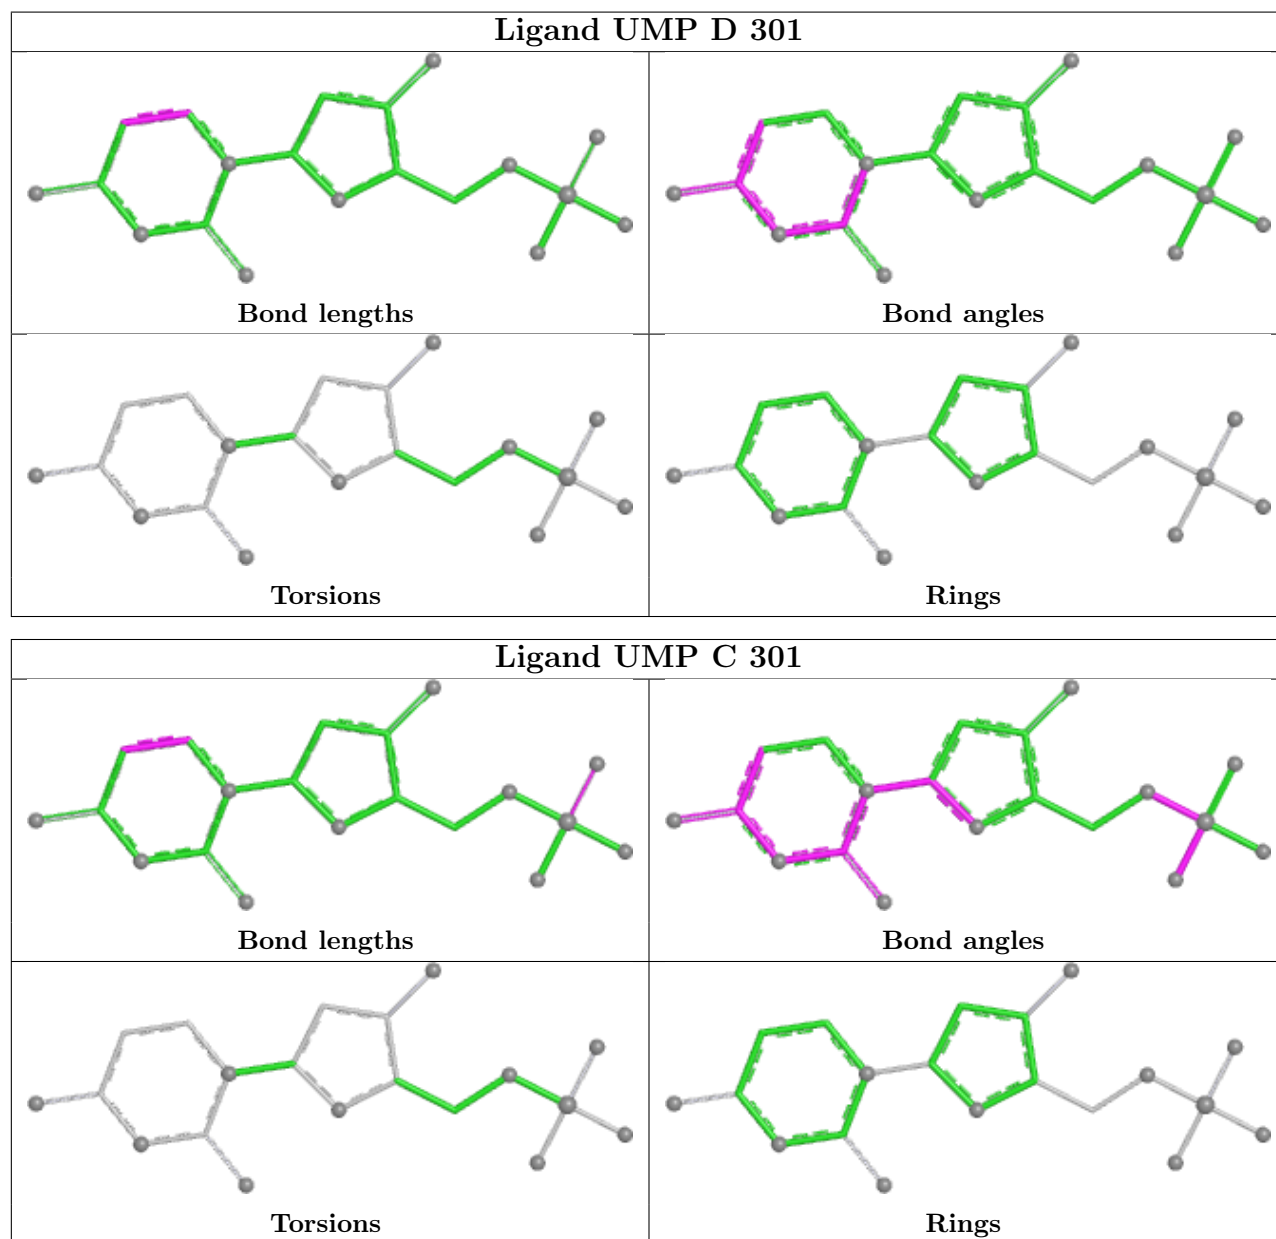 Ligand UMP D 301
Bond lengths
Bond angles
Torsions
Rings
Ligand UMP C 301
Bond lengths
Bond angles
Torsions
Rings